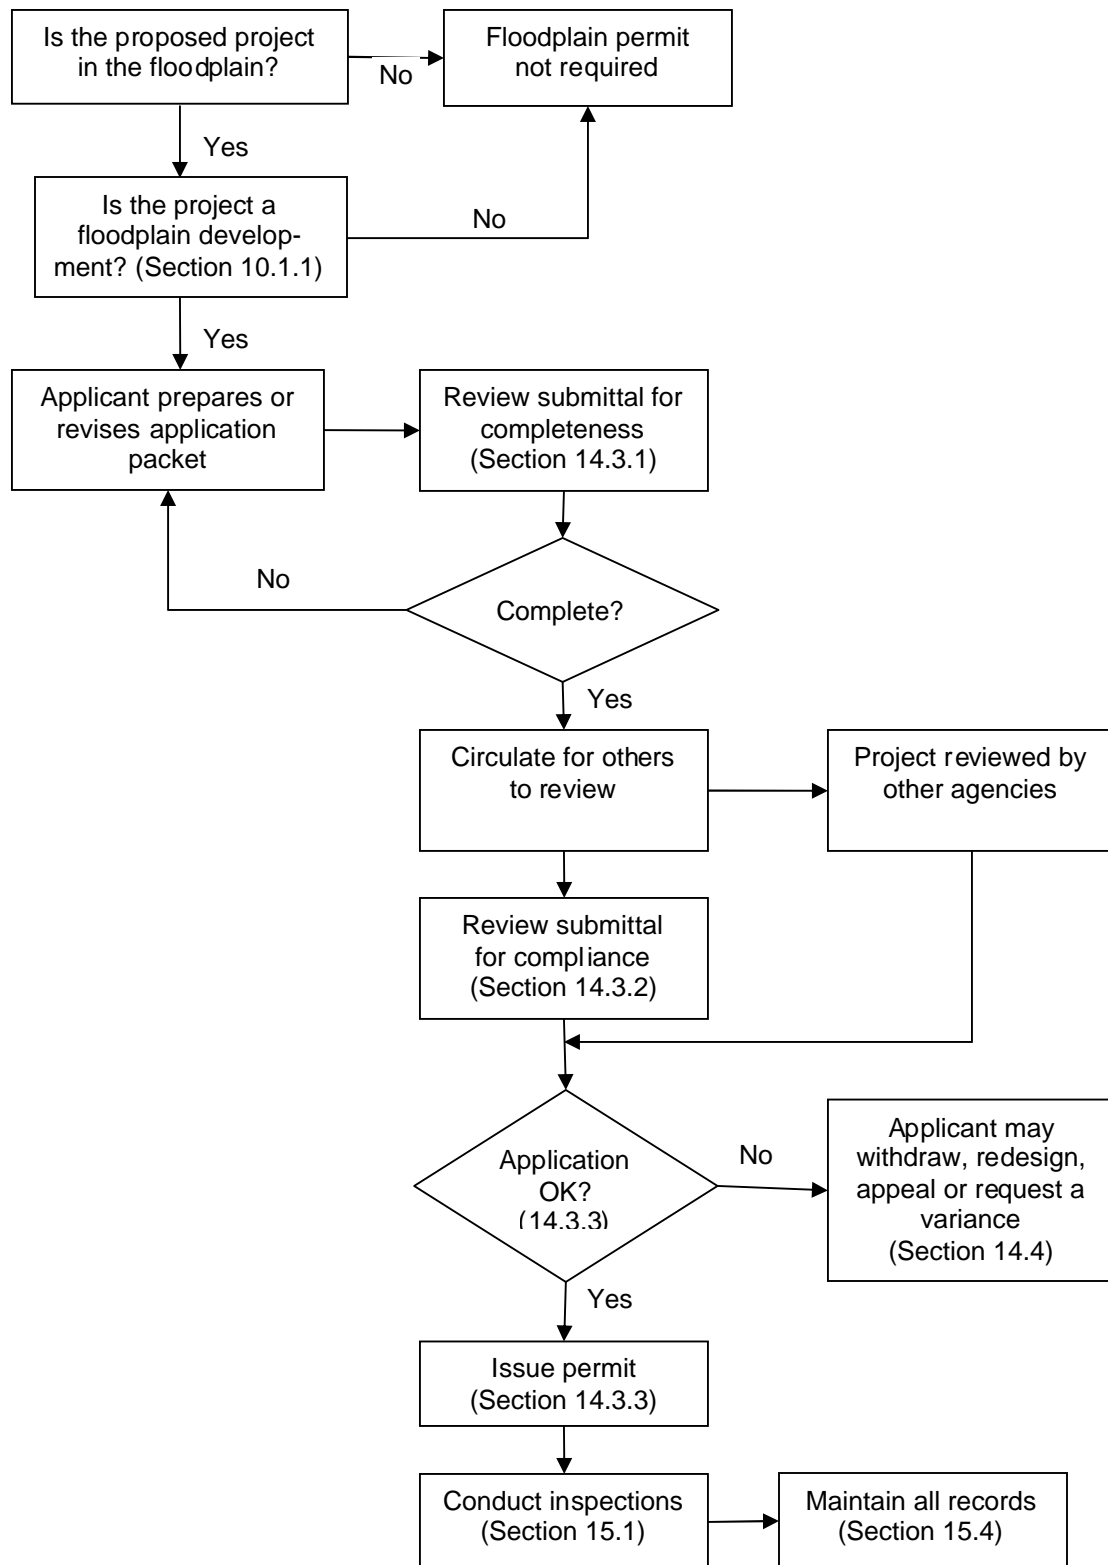 Is the proposed project
in the floodplain?
No
Floodplain permit
not required
Yes
Is the project a
floodplain develop-
ment? (Section 10.1.1)
No
Yes
Applicant prepares or
revises application
packet
Review submittal for
completeness
(Section 14.3.1)
No
Complete?
Yes
Circulate for others
to review
Project reviewed by
other agencies
Review submittal
for compliance
(Section 14.3.2)
Application
OK?
(14.3.3)
No
Applicant may
withdraw, redesign,
appeal or request a
variance
(Section 14.4)
Yes
Issue permit
(Section 14.3.3)
Conduct inspections
(Section 15.1)
Maintain all records
(Section 15.4)